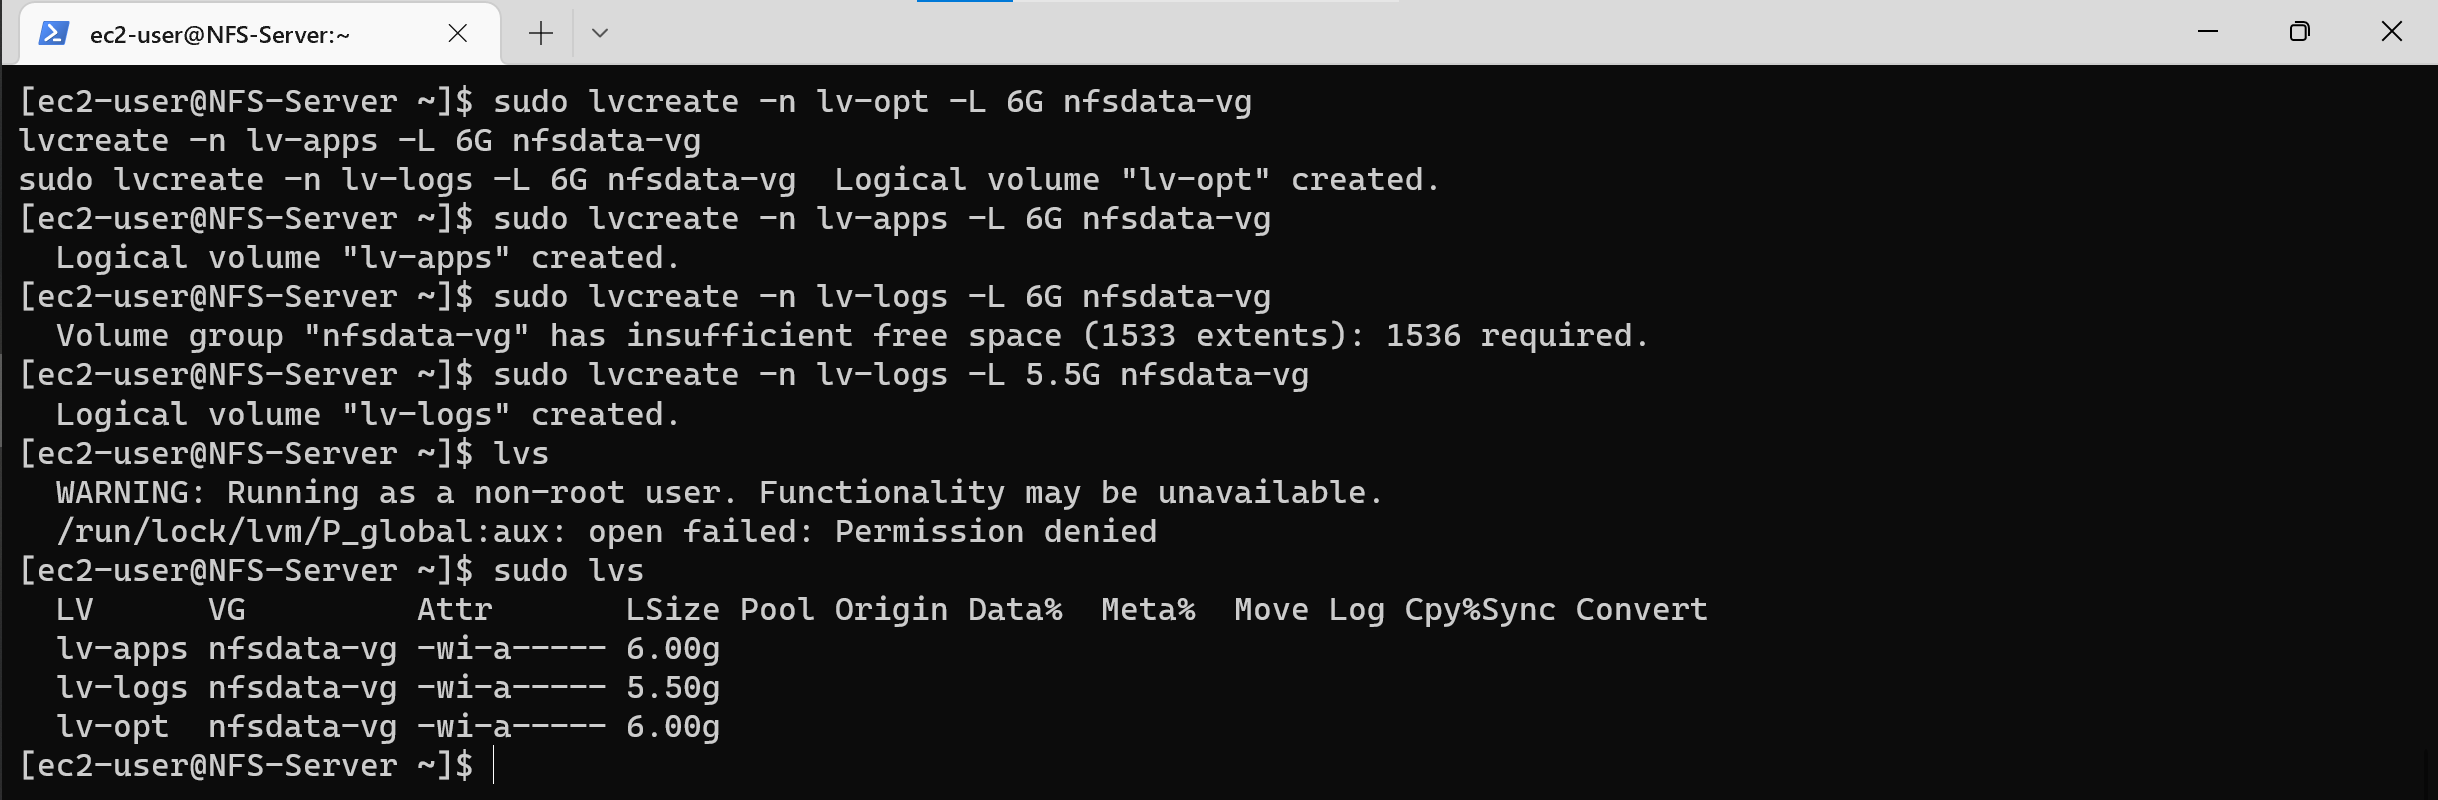 ec2-user@NFS-Server:~
[ec2-user@NFS-Server ~]$ sudo lvcreate -n lv-opt -L 6G nfsdata-vg
lvcreate -n lv-apps -L 6G nfsdata-vg
sudo lvcreate -n lv-logs -L 6G nfsdata-vg  Logical volume "lv-opt" created.
[ec2-user@NFS-Server ~]$ sudo lvcreate -n lv-apps -L 6G nfsdata-vg
  Logical volume "lv-apps" created.
[ec2-user@NFS-Server ~]$ sudo lvcreate -n lv-logs -L 6G nfsdata-vg
  Volume group "nfsdata-vg" has insufficient free space (1533 extents): 1536 required.
[ec2-user@NFS-Server ~]$ sudo lvcreate -n lv-logs -L 5.5G nfsdata-vg
  Logical volume "lv-logs" created.
[ec2-user@NFS-Server ~]$ lvs
  WARNING: Running as a non-root user. Functionality may be unavailable.
  /run/lock/lvm/P_global:aux: open failed: Permission denied
[ec2-user@NFS-Server ~]$ sudo lvs
  LV      VG         Attr       LSize Pool Origin Data%  Meta%  Move Log Cpy%Sync Convert
  lv-apps nfsdata-vg -wi-a----- 6.00g
  lv-logs nfsdata-vg -wi-a----- 5.50g
  lv-opt  nfsdata-vg -wi-a----- 6.00g
[ec2-user@NFS-Server ~]$